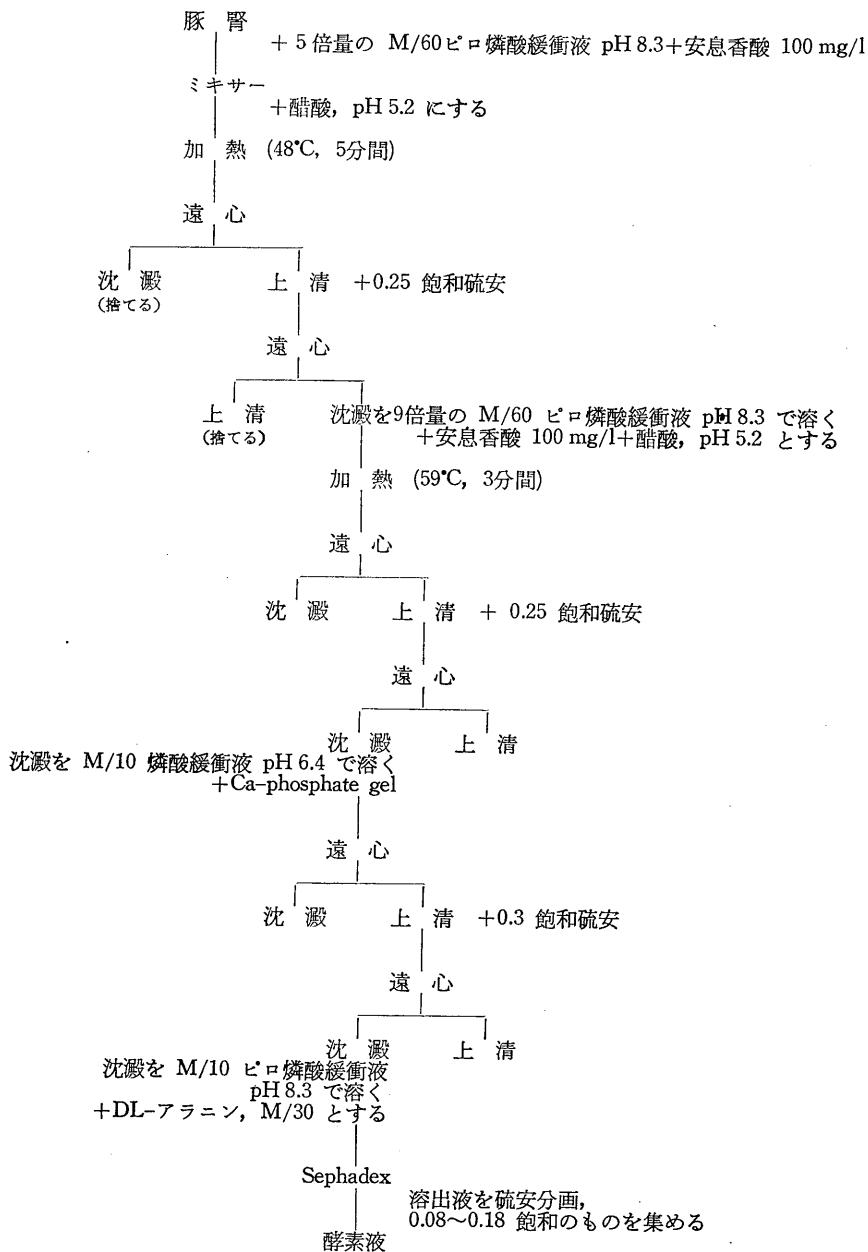 豚腎
+ 5倍量の M/60ピロ燐酸緩衝液 pH 8.3+安息香酸 100 mg/l
ミキサー
+醋酸, pH 5.2 にする
加熱 (48°C, 5分間)
遠心
沈澱 上清 +0.25 飽和硫安
(捨てる)
遠心
上清 沈澱を9倍量の M/60 ピロ燐酸緩衝液 pH 8.3 で溶く
(捨てる) +安息香酸 100 mg/l+醋酸, pH 5.2 とする
加熱 (59°C, 3分間)
遠心
沈澱 上清 + 0.25 飽和硫安
遠心
沈澱 上清
沈澱を M/10 燐酸緩衝液 pH 6.4 で溶く
+Ca-phosphate gel
遠心
沈澱 上清 +0.3 飽和硫安
遠心
沈澱 上清
沈澱を M/10 ピロ燐酸緩衝液
pH 8.3 で溶く
+DL-アラニン, M/30 とする
Sephadex
溶出液を硫安分画,
0.08~0.18 飽和のものを集める
酵素液